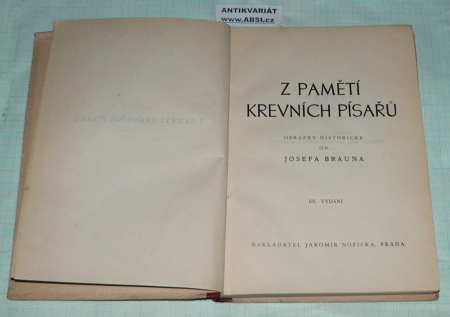 ANTIKVARIÁT
www.ABSI.cz
Z PAMĚTÍ
KREVNÍCH PÍSAŘŮ
OBRÁZKY HISTORICKÉ
OD
JOSEFA BRAUNA
III. VYDÁNÍ
NAKLADATEL JAROMÍR NOŽIČKA, PRAHA